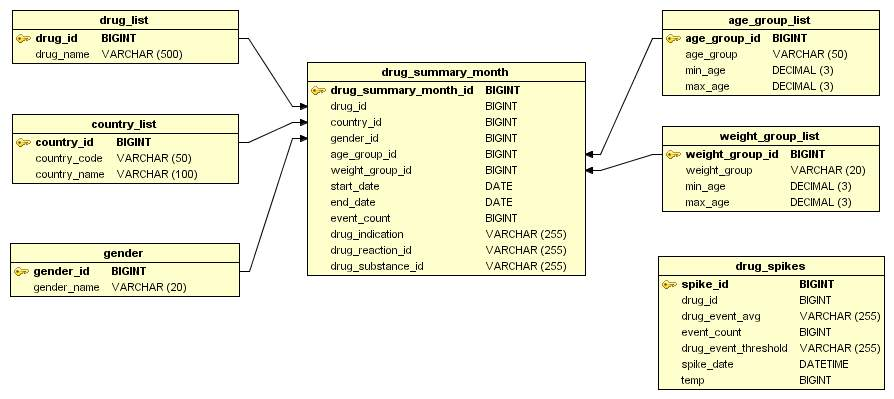 drug_list
drug_id BIGINT
drug_name VARCHAR (500)
country_list
country_id BIGINT
country_code VARCHAR (50)
country_name VARCHAR (100)
gender
gender_id BIGINT
gender_name VARCHAR (20)
drug_summary_month
drug_summary_month_id BIGINT
drug_id BIGINT
country_id BIGINT
gender_id BIGINT
age_group_id BIGINT
weight_group_id BIGINT
start_date DATE
end_date DATE
event_count BIGINT
drug_indication VARCHAR (255)
drug_reaction_id VARCHAR (255)
drug_substance_id VARCHAR (255)
age_group_list
age_group_id BIGINT
age_group VARCHAR (50)
min_age DECIMAL (3)
max_age DECIMAL (3)
weight_group_list
weight_group_id BIGINT
weight_group VARCHAR (20)
min_age DECIMAL (3)
max_age DECIMAL (3)
drug_spikes
spike_id BIGINT
drug_id BIGINT
drug_event_avg VARCHAR (255)
event_count BIGINT
drug_event_threshold VARCHAR (255)
spike_date DATETIME
temp BIGINT